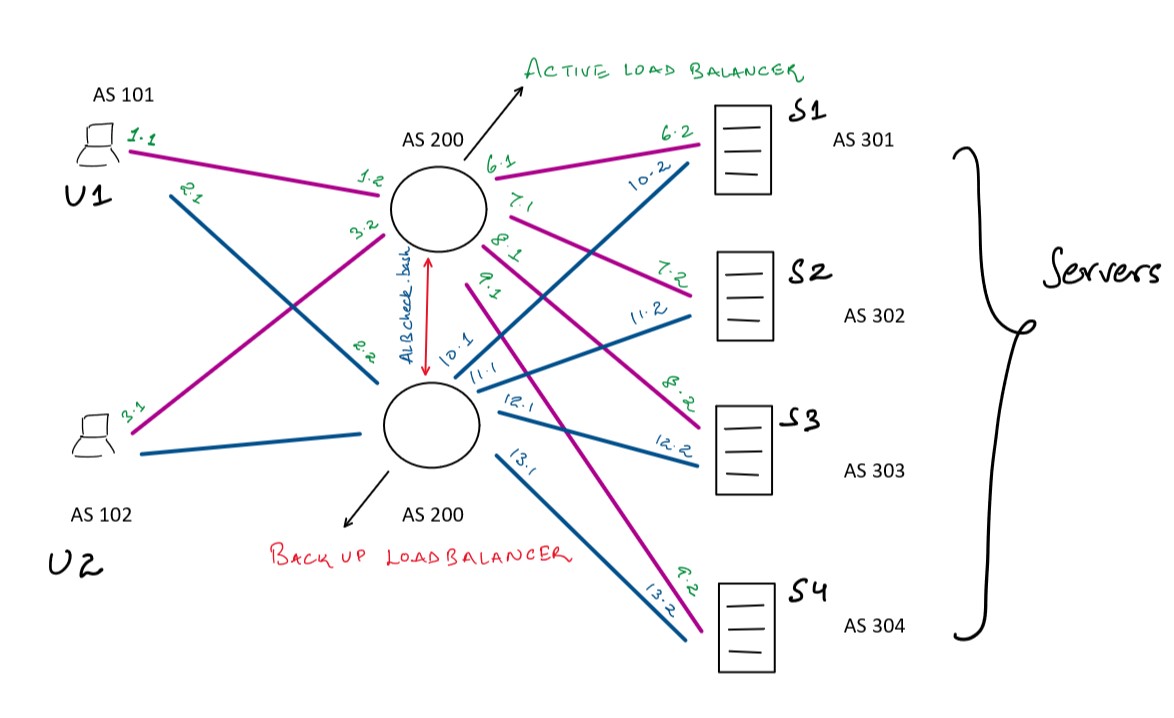 ACTIVE LOAD BALANCER
AS 101
1.1
U1
2.1
1.2
3.2
AS 200
6.1
7.1
8.1
9.1
6.2
10.2
S1
AS 301
7.2
11.2
S2
AS 302
Servers
ALBcheck.bash
2.2
10.1
11.1
12.1
13.1
3.1
8.2
12.2
S3
AS 303
AS 102
U2
AS 200
BACK UP LOADBALANCER
9.2
13.2
S4
AS 304